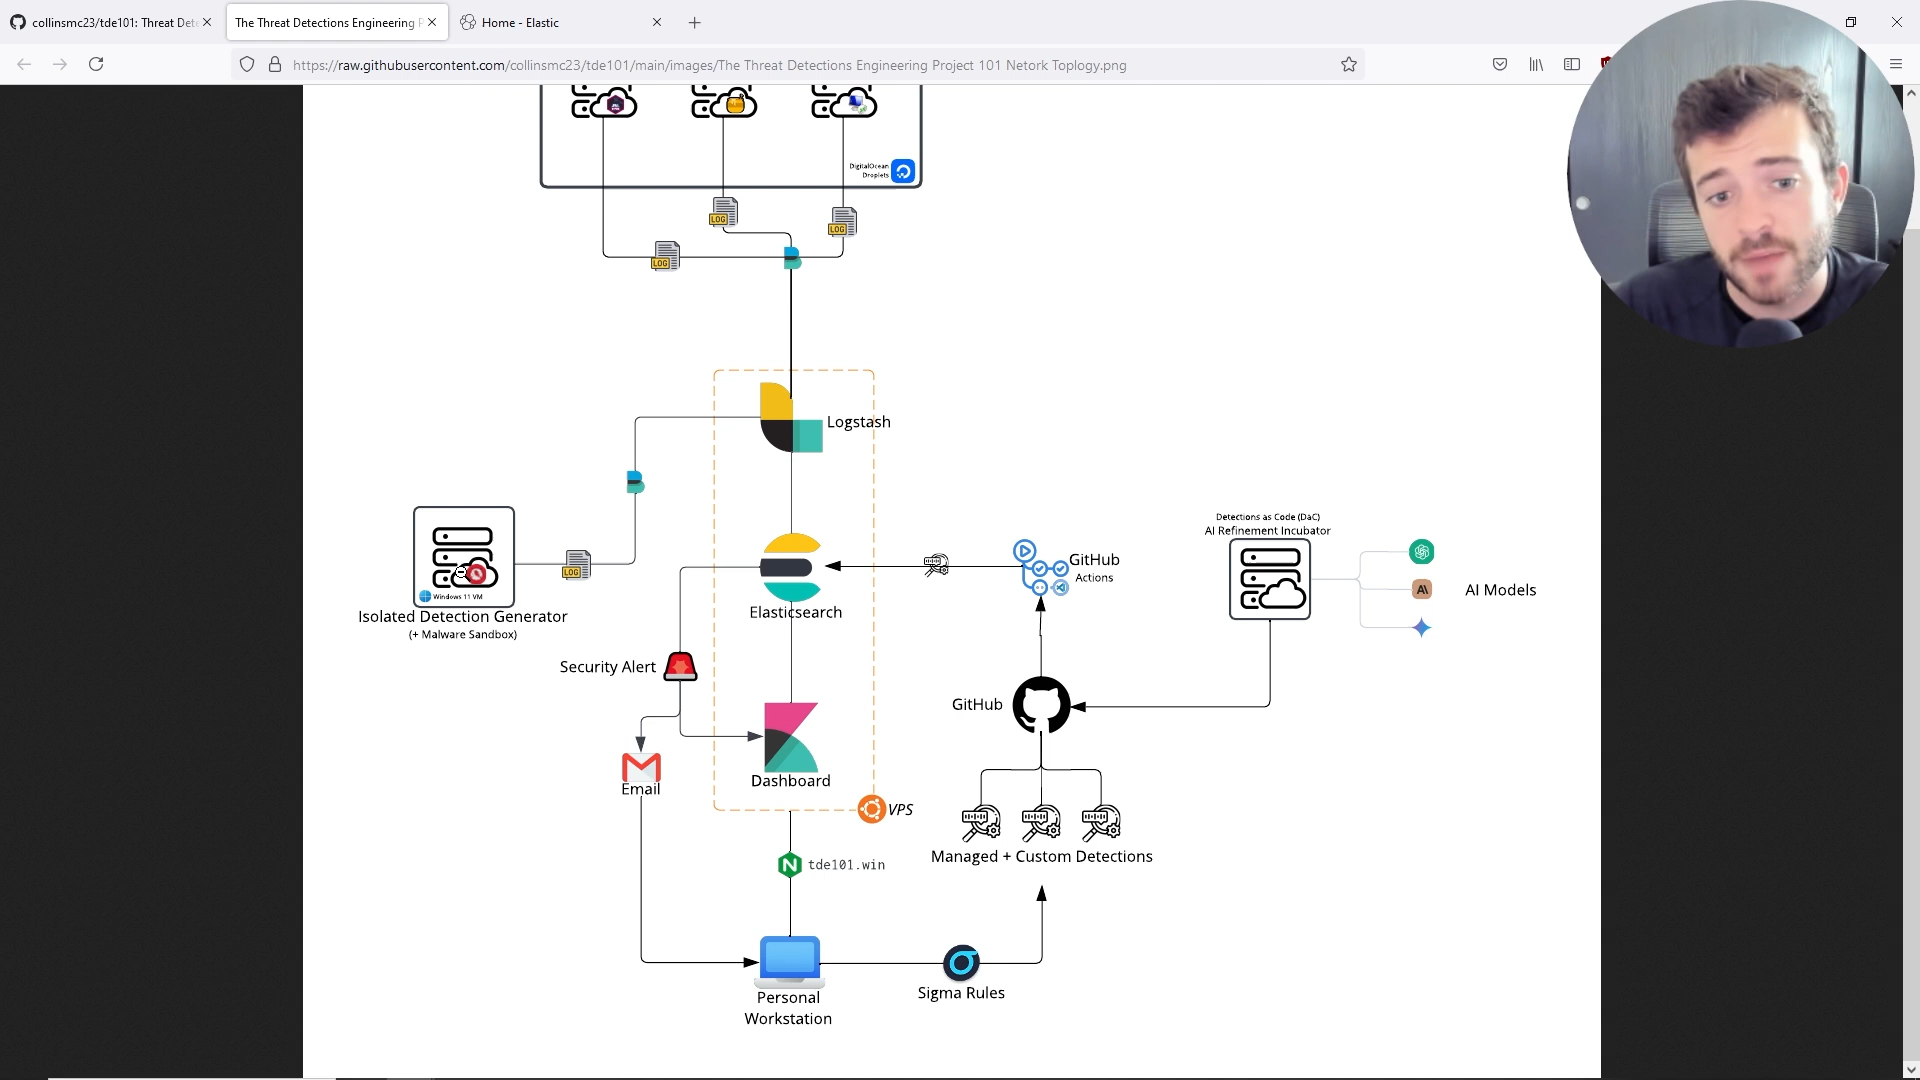 collinsmc23/tde101: Threat Dete
The Threat Detections Engineering P
Home - Elastic
https://raw.githubusercontent.com/collinsmc23/tde101/main/images/The Threat Detections Engineering Project 101 Netork Toplogy.png
DigitalOcean
Droplets
LOG
LOG
LOG
Logstash
Detections as Code (DaC)
AI Refinement Incubator
GitHub
Actions
LOG
AI Models
Windows 11 VM
Elasticsearch
Isolated Detection Generator
(+ Malware Sandbox)
Security Alert
GitHub
Dashboard
Email
VPS
Managed + Custom Detections
tde101.win
Sigma Rules
Personal
Workstation